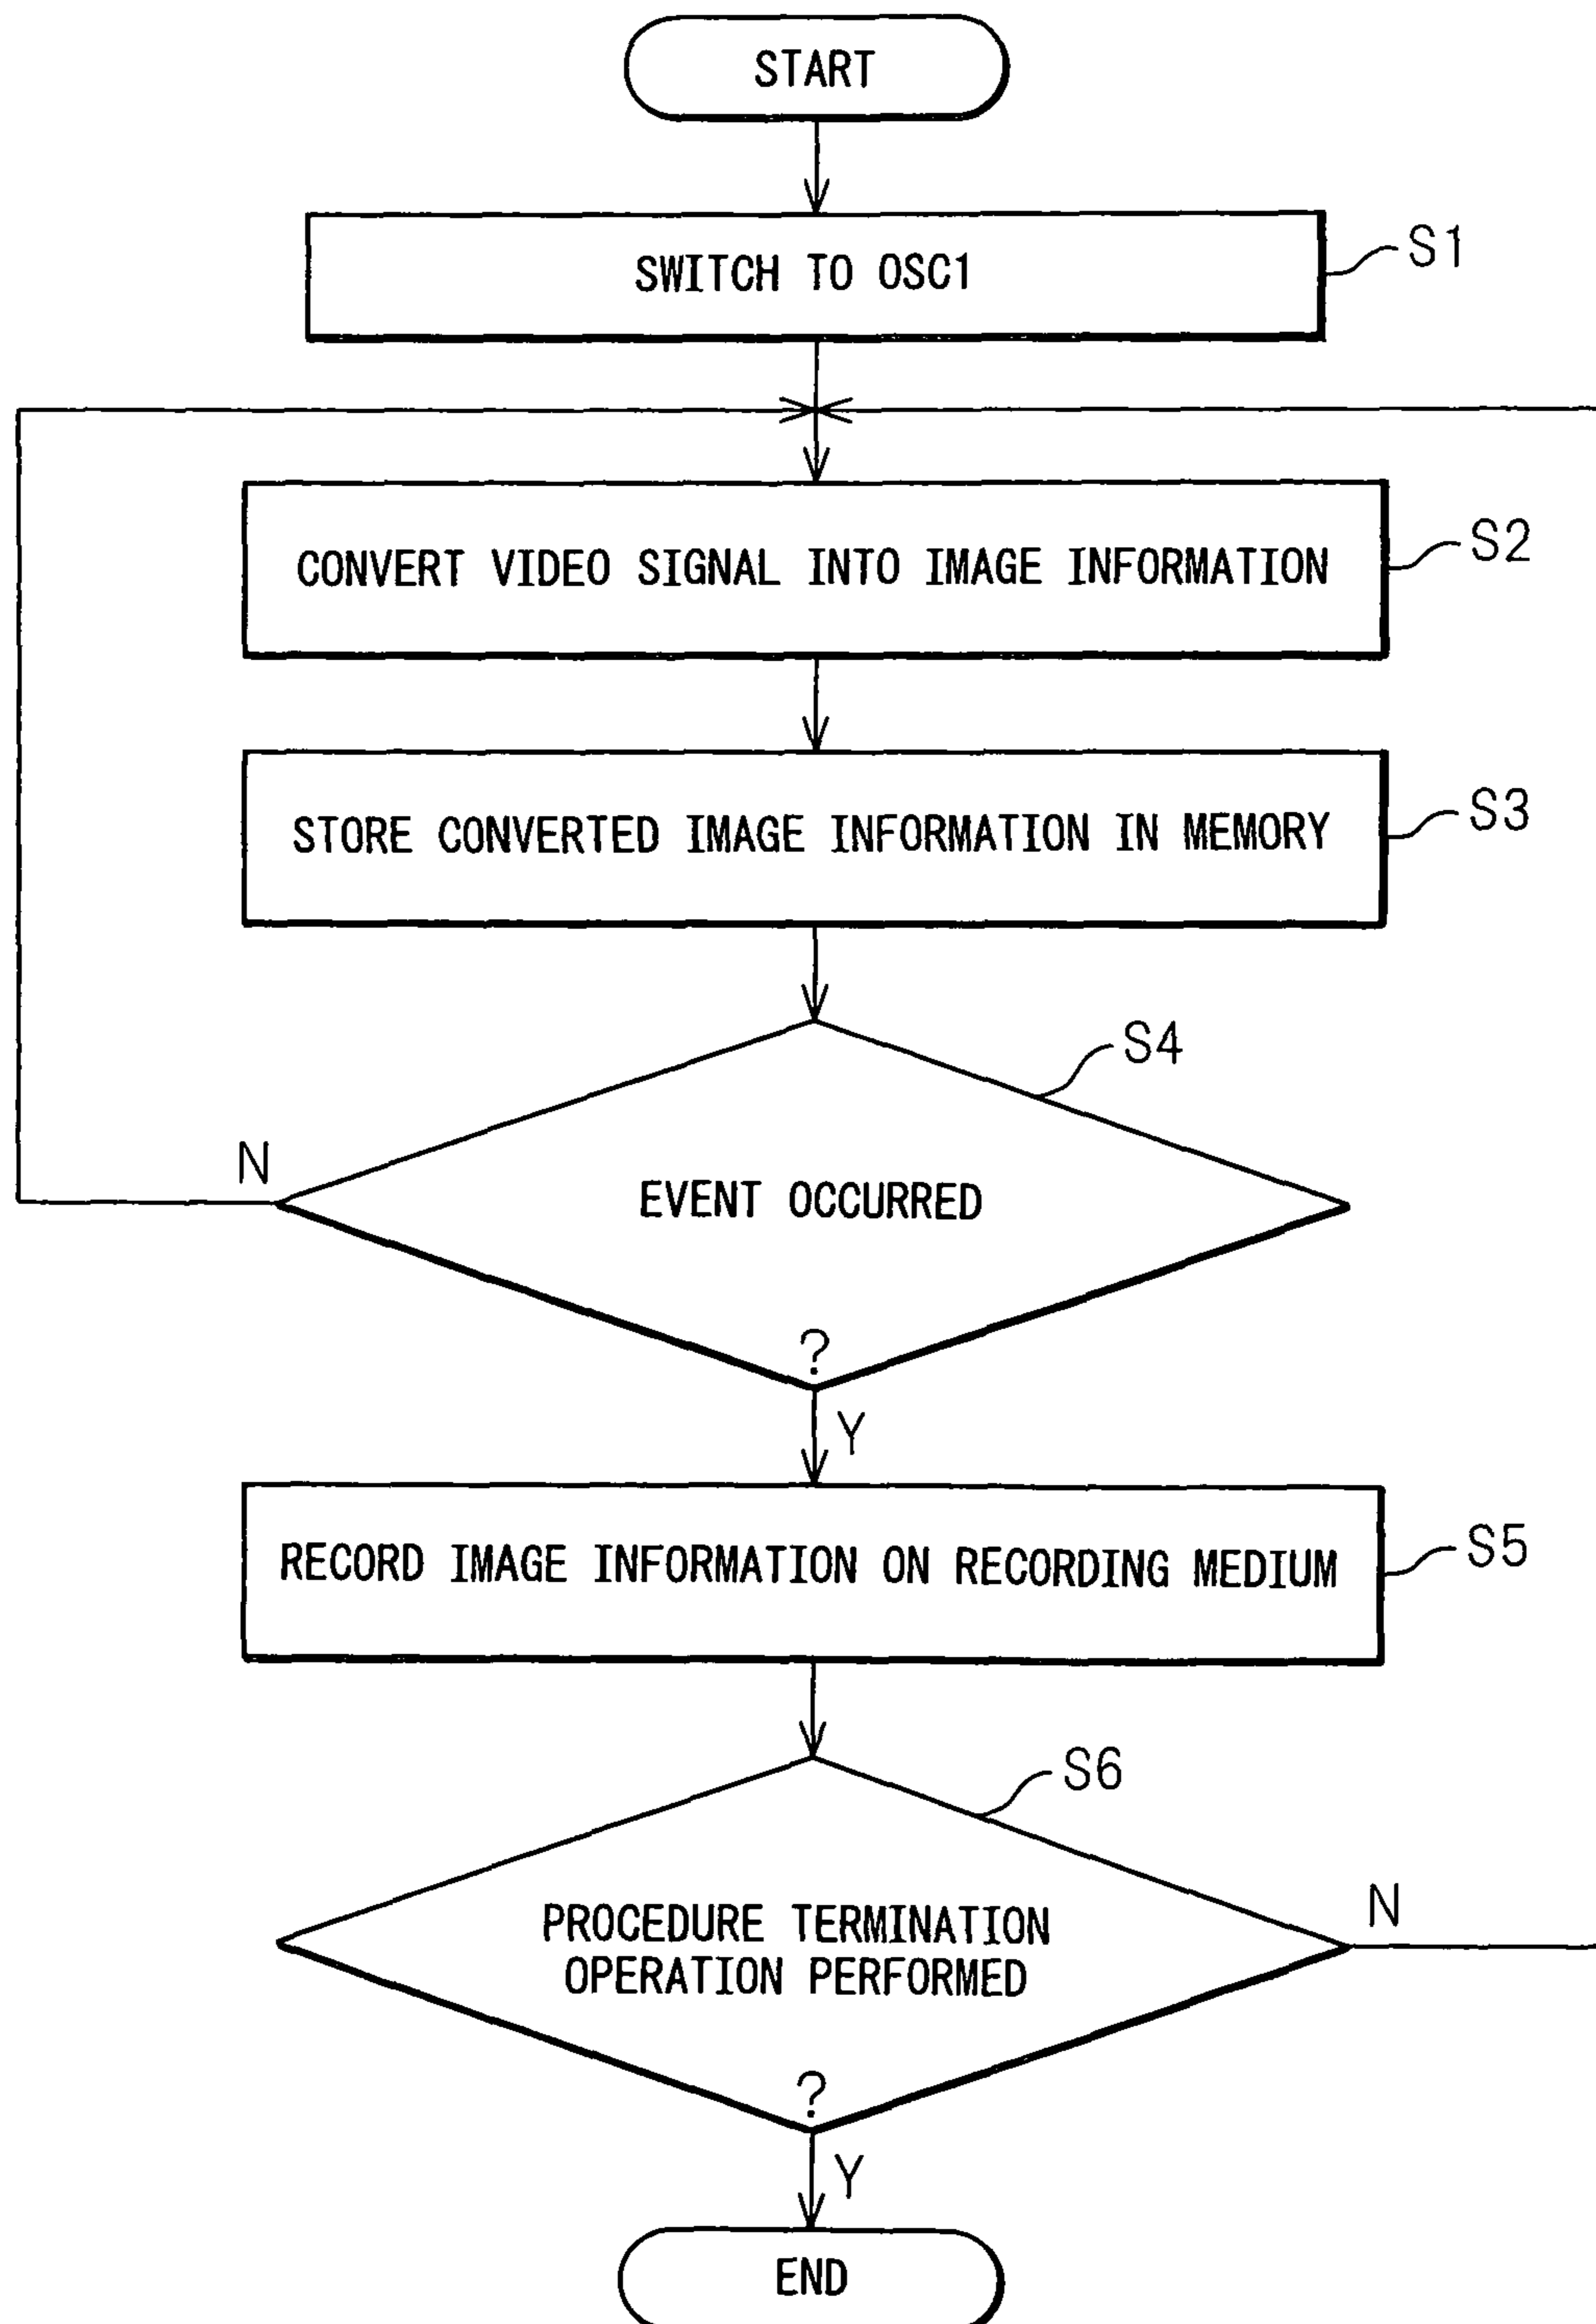 START
SWITCH TO OSC1
S1
CONVERT VIDEO SIGNAL INTO IMAGE INFORMATION
S2
STORE CONVERTED IMAGE INFORMATION IN MEMORY
S3
S4
N
EVENT OCCURRED
?
Y
RECORD IMAGE INFORMATION ON RECORDING MEDIUM
S5
S6
PROCEDURE TERMINATION
OPERATION PERFORMED
N
?
Y
END